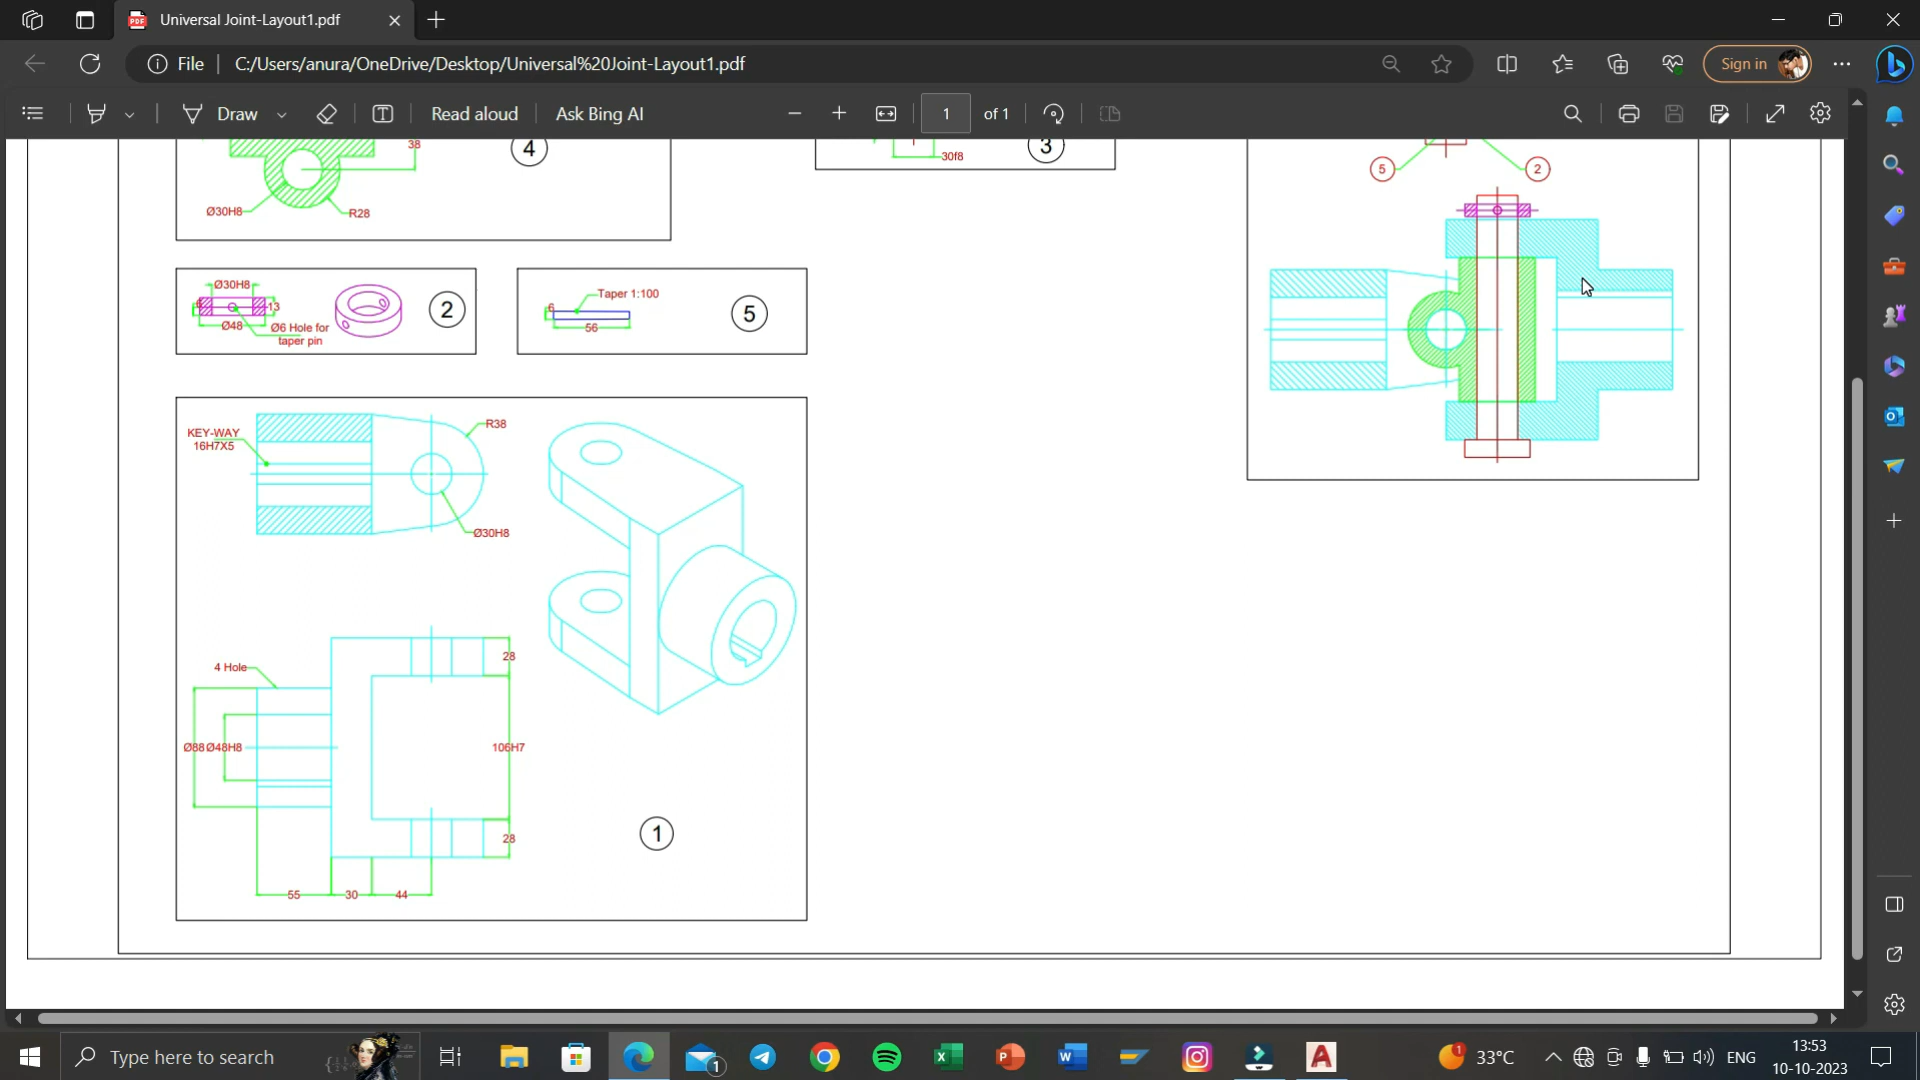 Universal Joint-Layout1.pdf
File
C:/Users/anura/OneDrive/Desktop/Universal%20Joint-Layout1.pdf
Sign in
Draw
Read aloud
Ask Bing AI
1
of 1
38
4
Ø30H8
R28
30f8
3
5
2
Ø30H8
13
Ø48
Ø6 Hole for
taper pin
2
Taper 1:100
6
56
5
KEY-WAY
16H7X5
R38
Ø30H8
4 Hole
28
Ø88
Ø48H8
106H7
28
55
30
44
1
Type here to search
1
1
33°C
ENG
13:53
10-10-2023